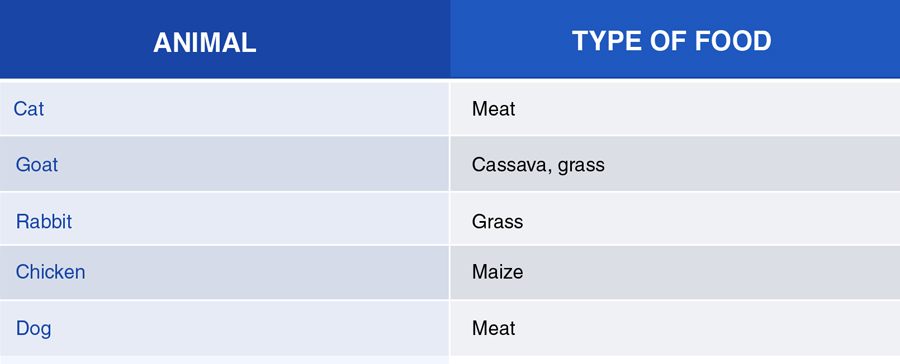 ANIMAL TYPE OF FOOD
Cat Meat
Goat Cassava, grass
Rabbit Grass
Chicken Maize
Dog Meat